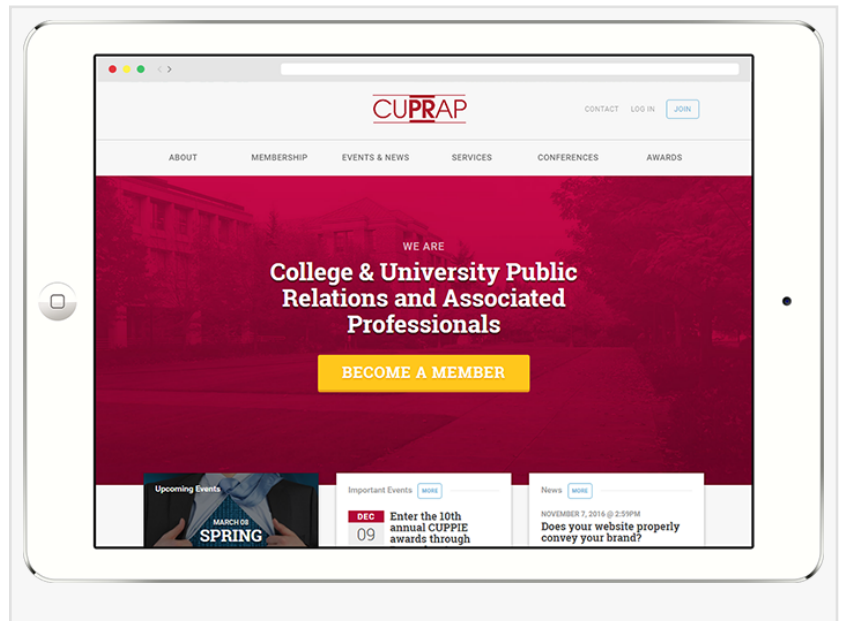 CUPRAP
CONTACT LOG IN JOIN
ABOUT MEMBERSHIP EVENTS & NEWS SERVICES CONFERENCES AWARDS
WE ARE
College & University Public
Relations and Associated
Professionals
BECOME A MEMBER
Upcoming Events
MARCH 08
SPRING
Important Events MORE
DEC
09
Enter the 10th
annual CUPPIE
awards through
News MORE
NOVEMBER 7, 2016 @ 2:59PM
Does your website properly
convey your brand?